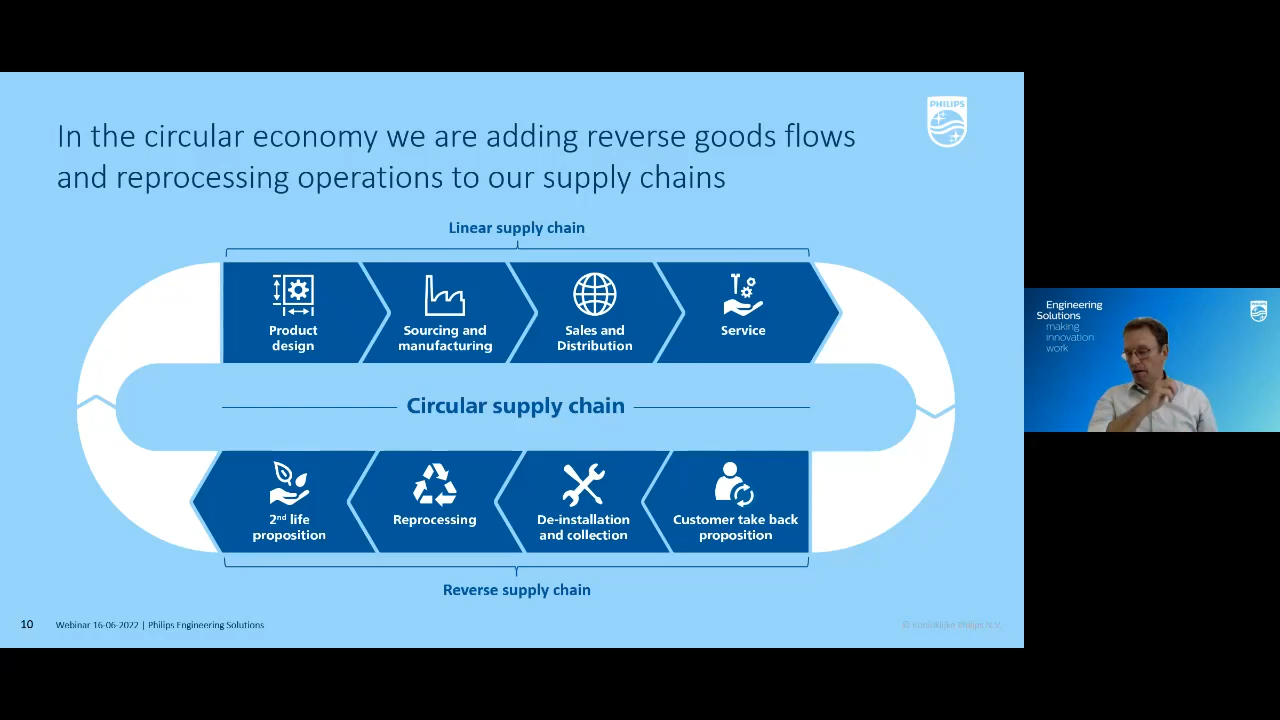 In the circular economy we are adding reverse goods flows
and reprocessing operations to our supply chains
PHILIPS
Linear supply chain
Product
design
Sourcing and
manufacturing
Sales and
Distribution
Service
Circular supply chain
2nd life
proposition
Reprocessing
De-installation
and collection
Customer take back
proposition
Reverse supply chain
10
Webinar 16-06-2022 | Philips Engineering Solutions
© Koninklijke Philips N.V.
Engineering
Solutions
making
innovation
work
PHILIPS